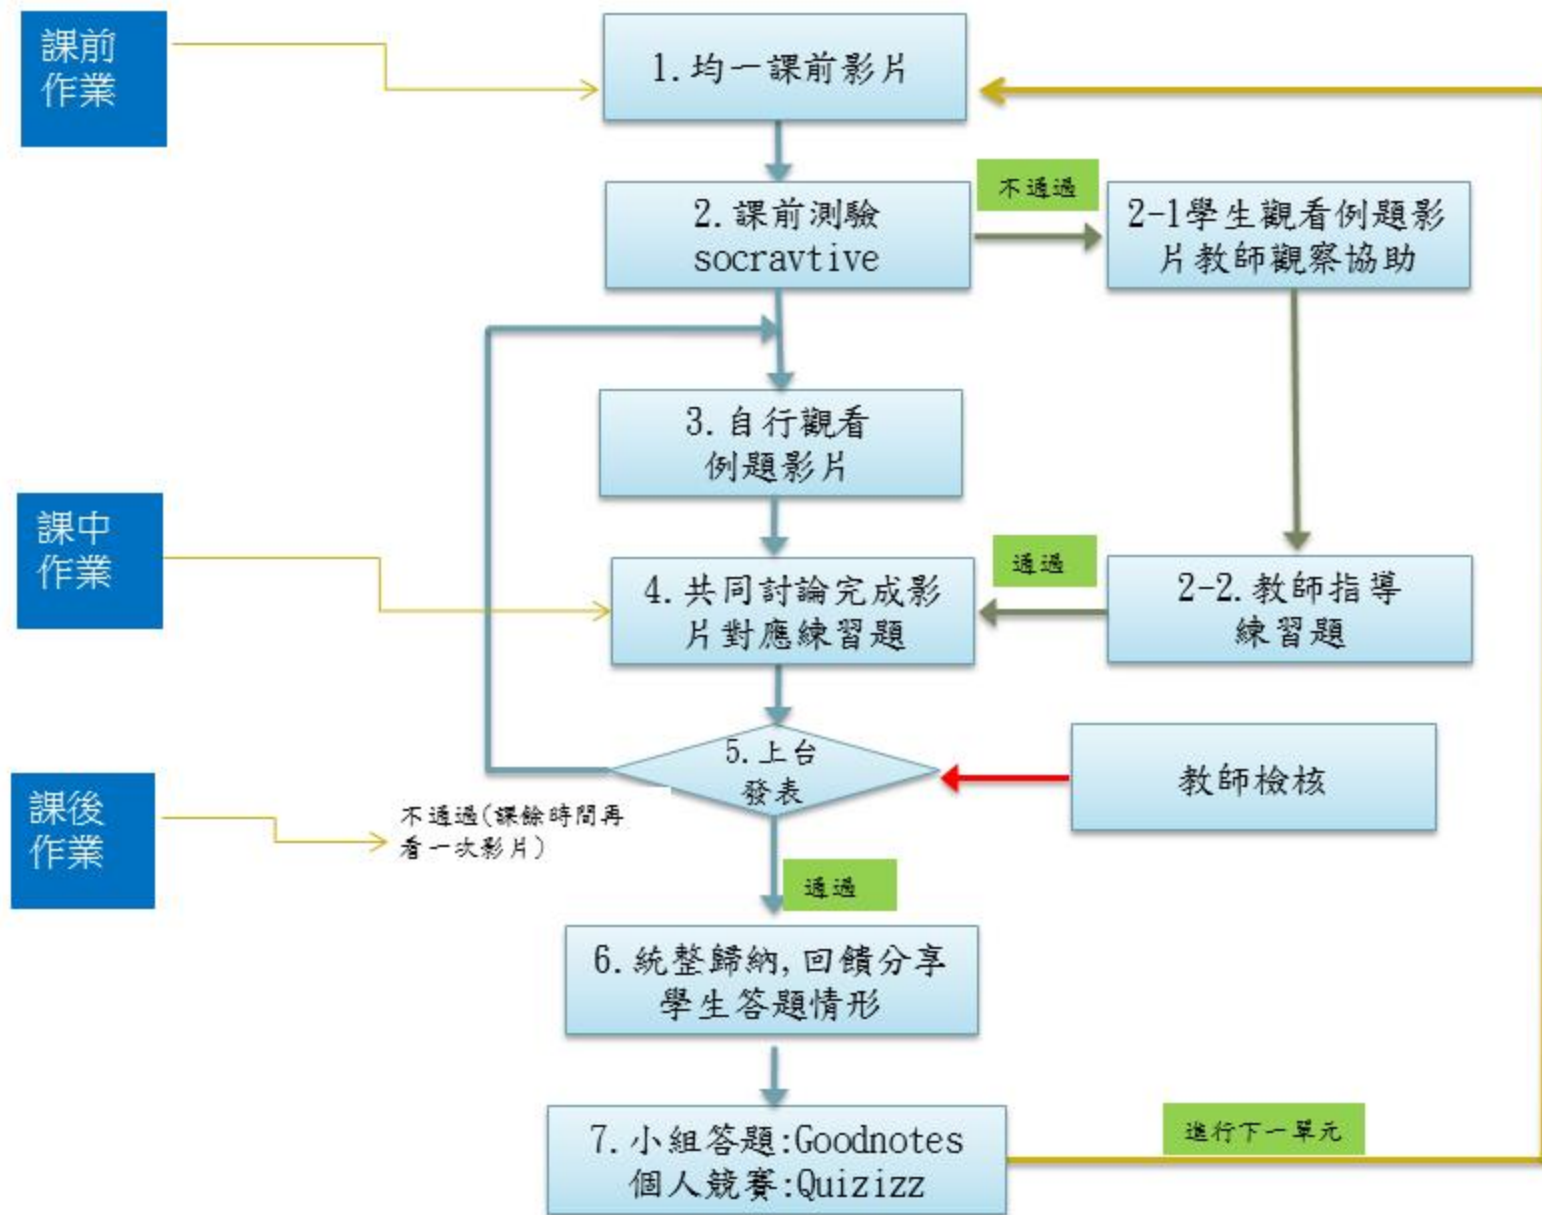 課前
作業
1.均一課前影片
2.課前測驗
socravtive
不通過
2-1學生觀看例題影
片教師觀察協助
3.自行觀看
例題影片
課中
作業
4.共同討論完成影
片對應練習題
通過
2-2.教師指導
練習題
5.上台
發表
教師檢核
課後
作業
不通過(課餘時間再
看一次影片)
通過
6.統整歸納,回饋分享
學生答題情形
7.小組答題:Goodnotes
個人競賽:Quizizz
進行下一單元